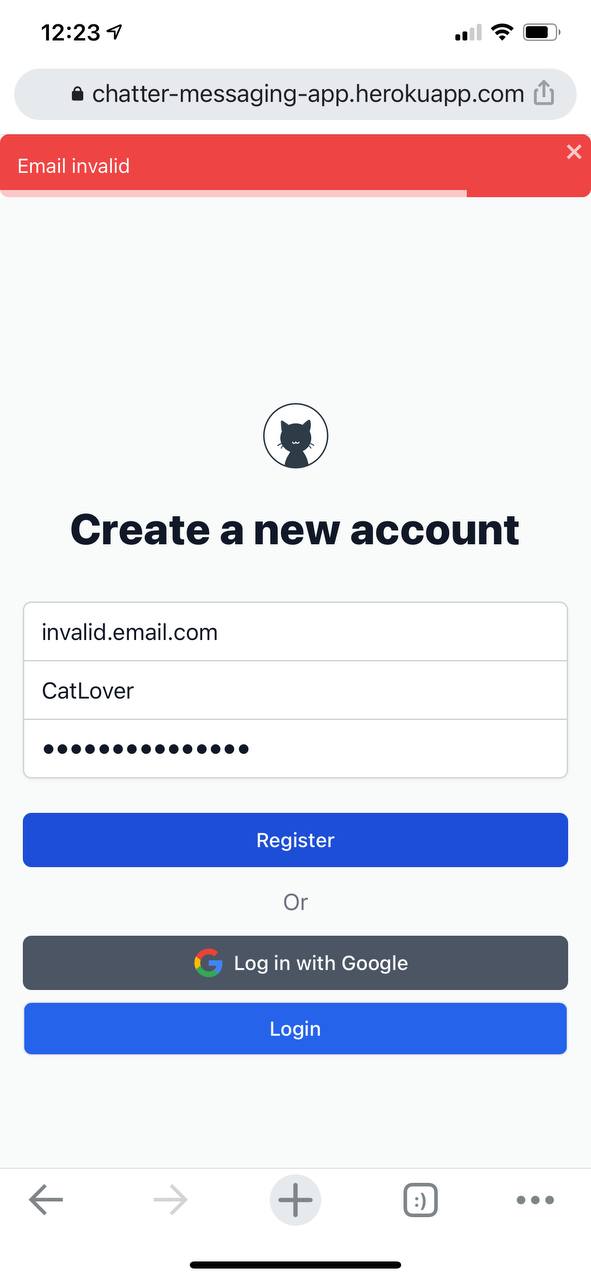 12:23
chatter-messaging-app.herokuapp.com
Email invalid
Create a new account
invalid.email.com
CatLover
•••••••••••••••
Register
Or
Log in with Google
Login
:)